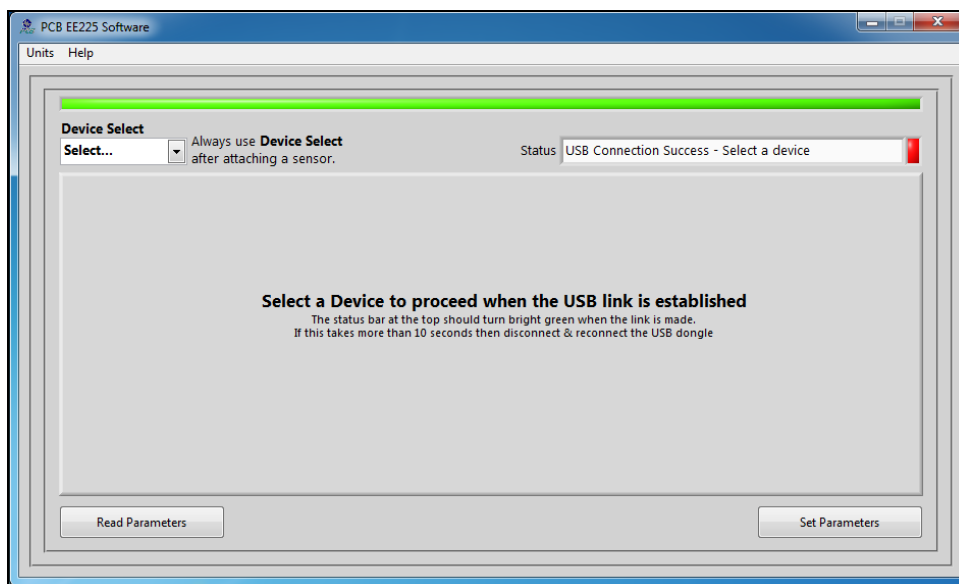 PCB EE225 Software
Units Help
Device Select
Select...
Always use Device Select
after attaching a sensor.
Status USB Connection Success - Select a device
Select a Device to proceed when the USB link is established
The status bar at the top should turn bright green when the link is made.
If this takes more than 10 seconds then disconnect & reconnect the USB dongle
Read Parameters
Set Parameters